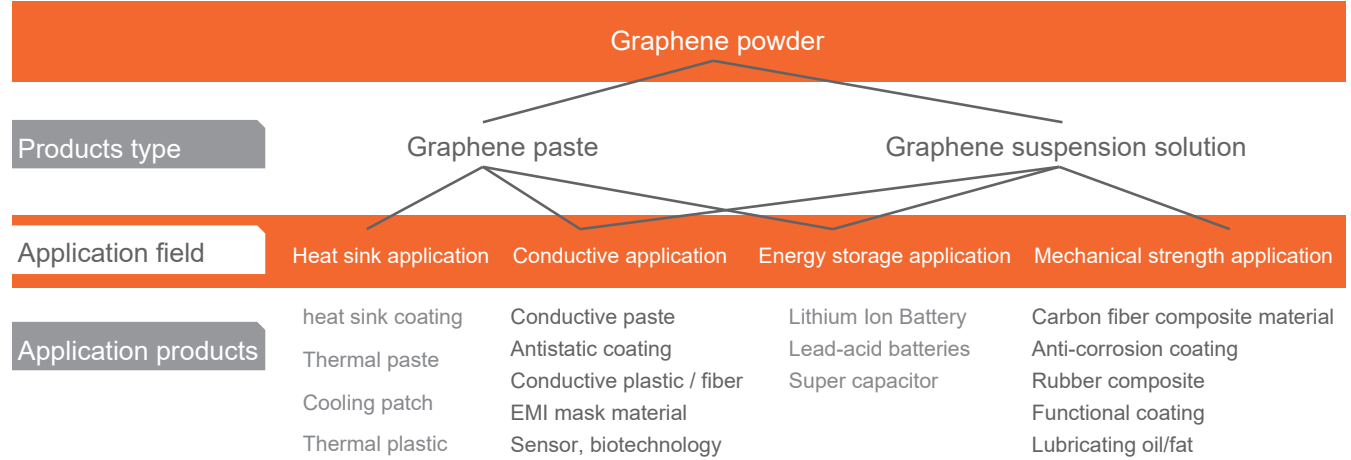 Graphene powder
Products type
Graphene paste
Graphene suspension solution
Application field
Heat sink application
Conductive application
Energy storage application
Mechanical strength application
Application products
heat sink coating
Thermal paste
Cooling patch
Thermal plastic
Conductive paste
Antistatic coating
Conductive plastic / fiber
EMI mask material
Sensor, biotechnology
Lithium Ion Battery
Lead-acid batteries
Super capacitor
Carbon fiber composite material
Anti-corrosion coating
Rubber composite
Functional coating
Lubricating oil/fat